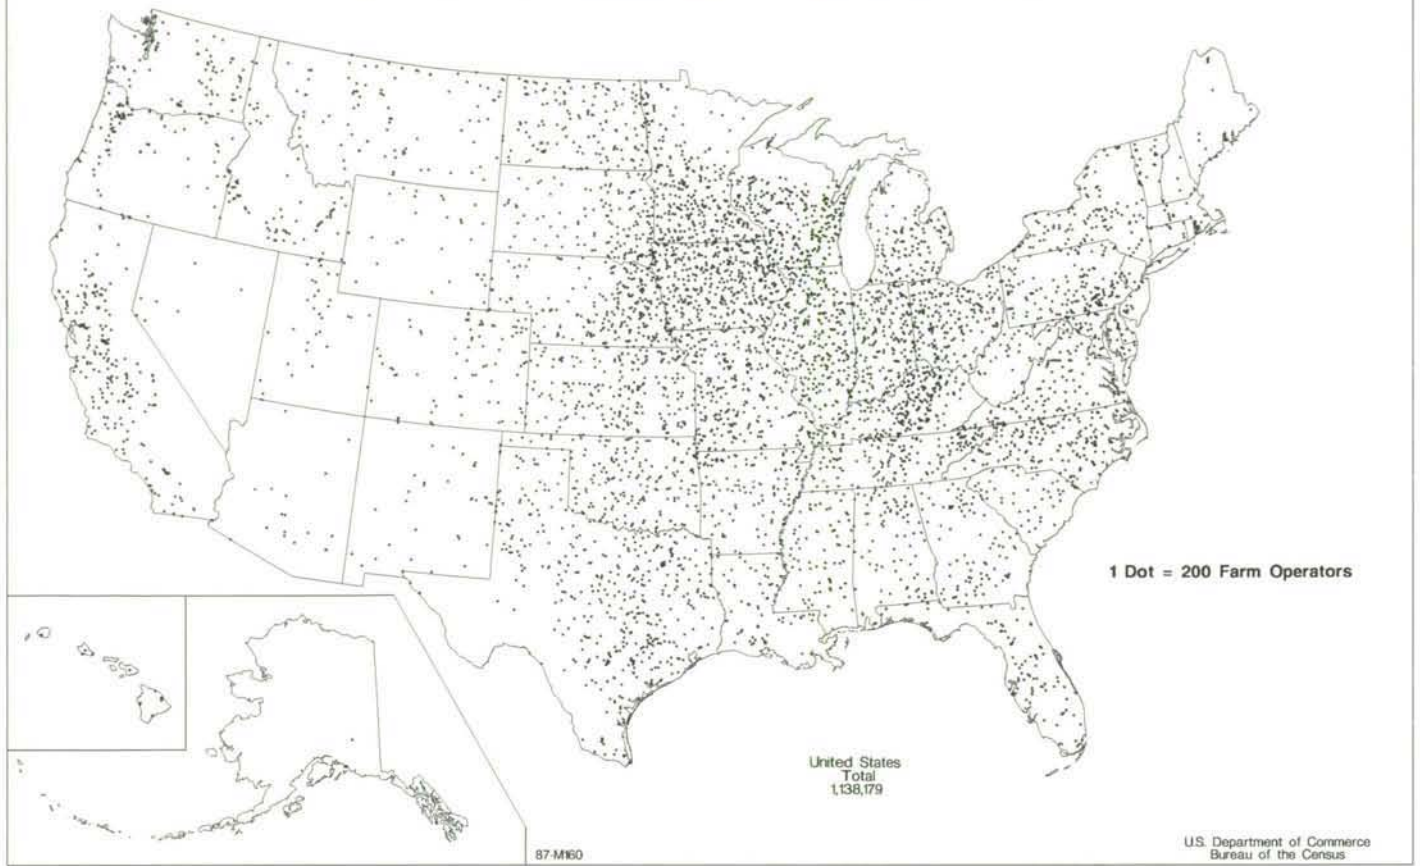 1 Dot = 200 Farm Operators
United States
Total
1,138,179
87-M160
U.S. Department of Commerce
Bureau of the Census